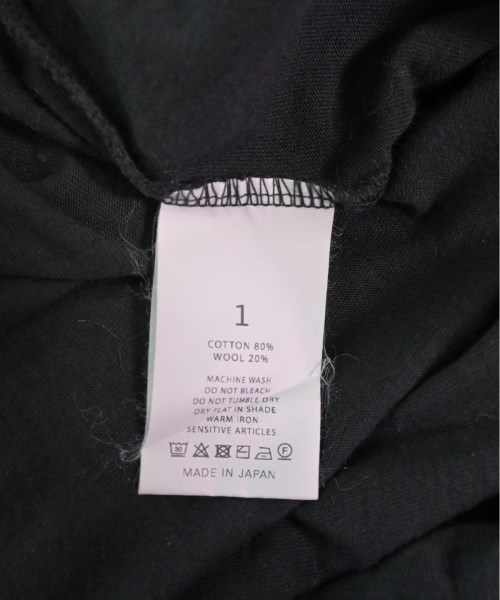 1
COTTON 80%
WOOL 20%
MACHINE WASH
DO NOT BLEACH
DO NOT TUMBLE DRY
DRY FLAT IN SHADE
WARM IRON
SENSITIVE ARTICLES
30 F
MADE IN JAPAN